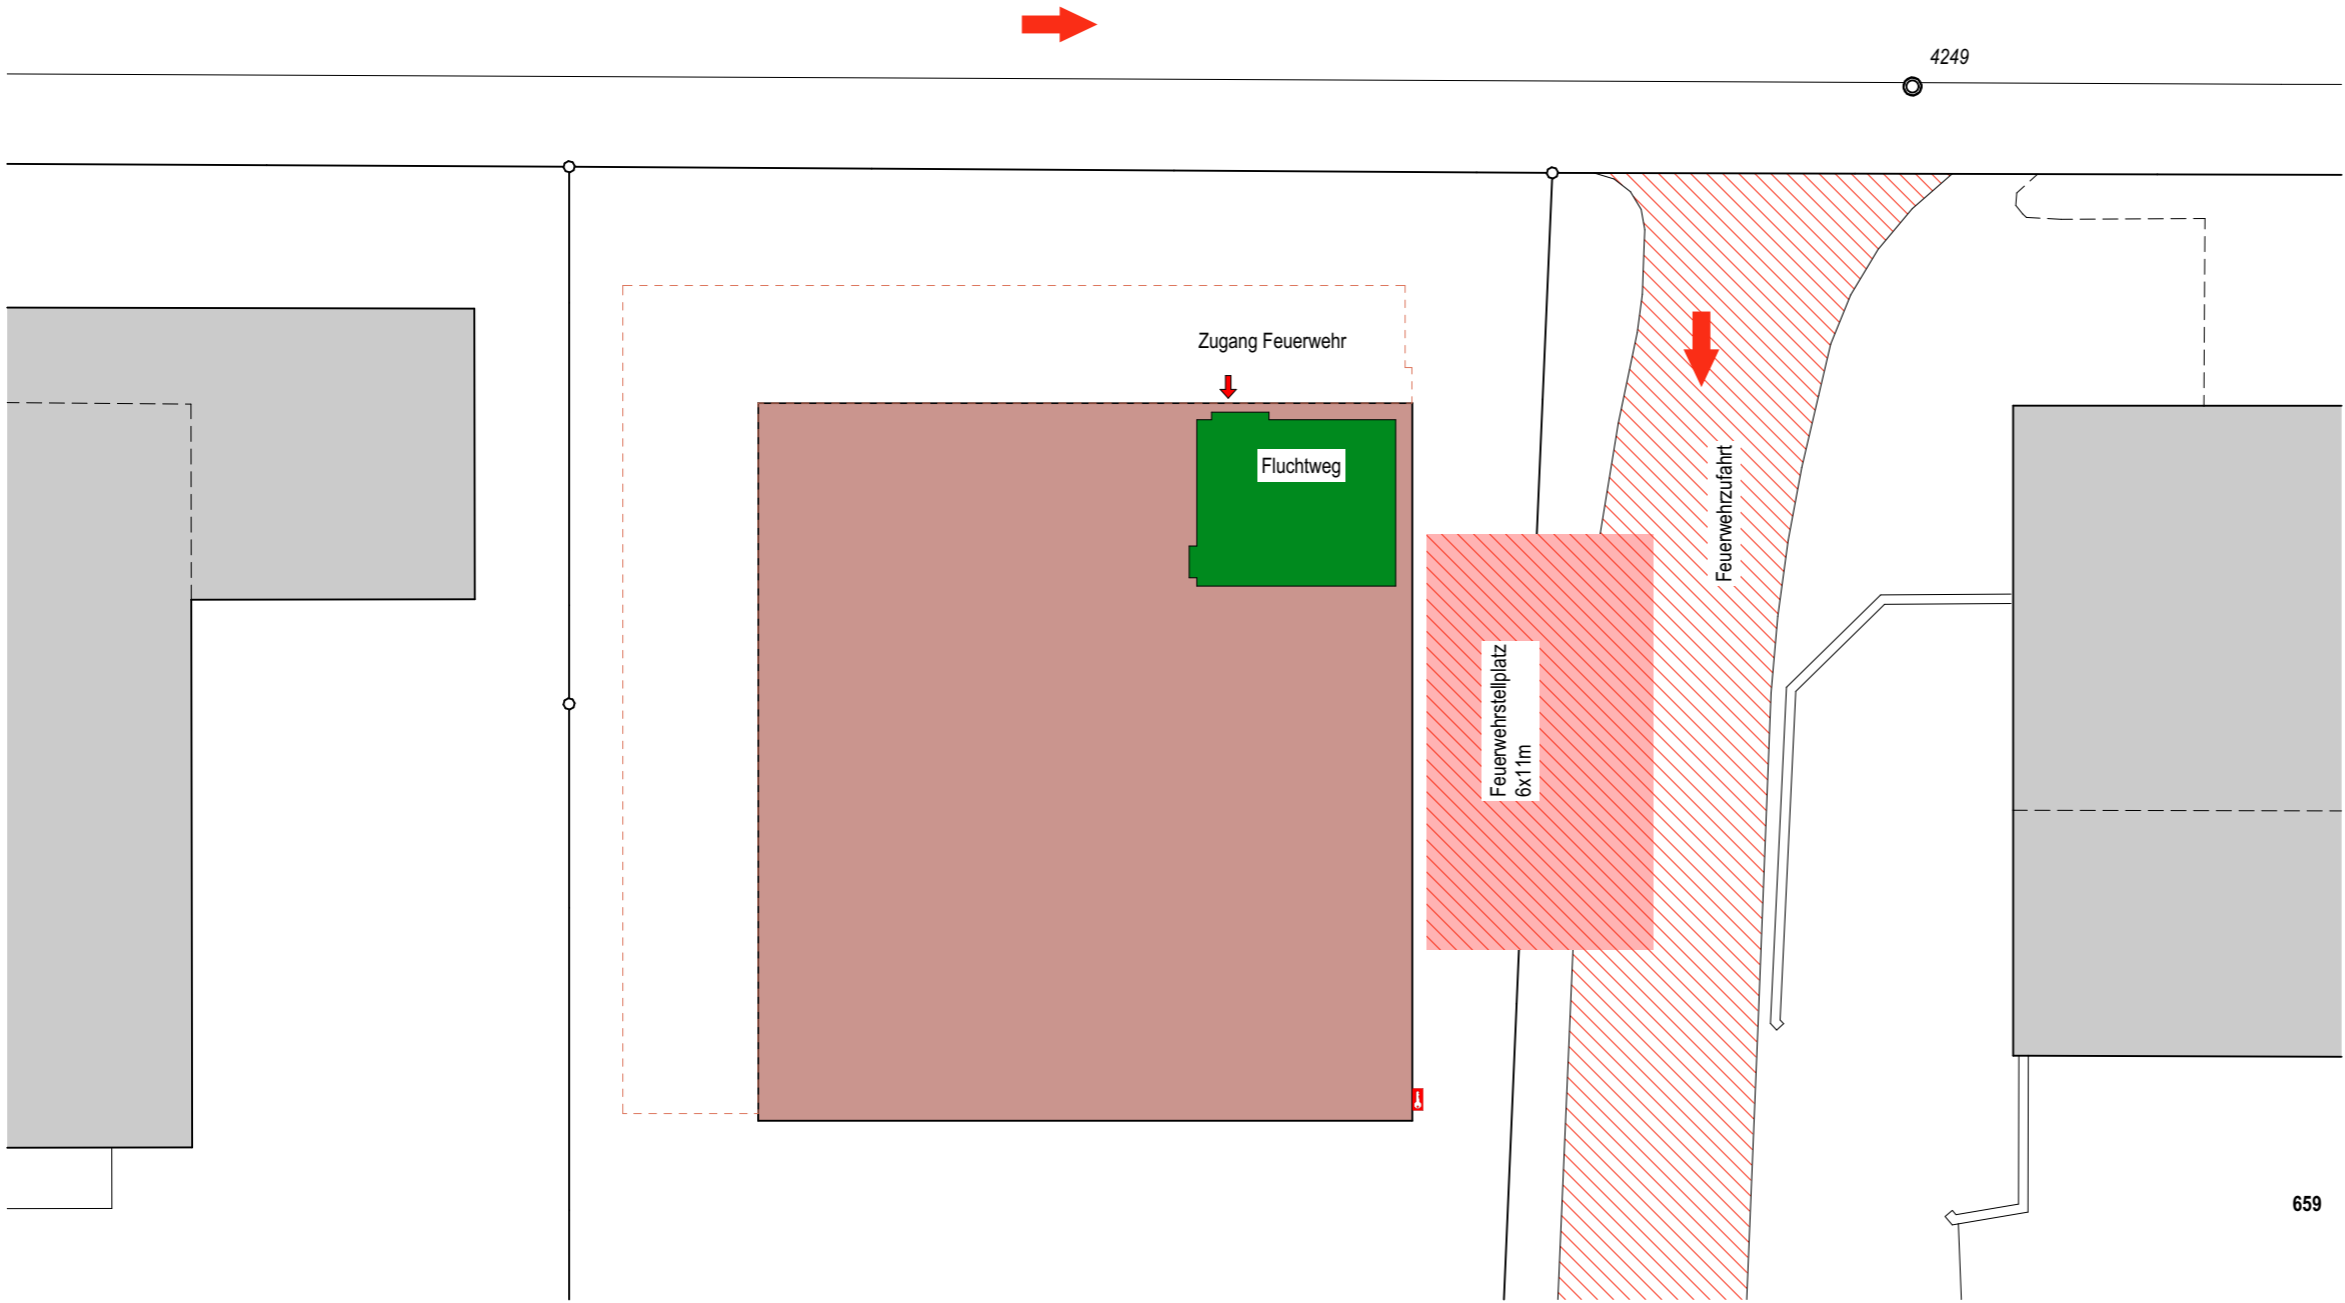 4249
Zugang Feuerwehr
Fluchtweg
Feuerwehrzufahrt
Feuerwehrstellplatz
6x11m
659